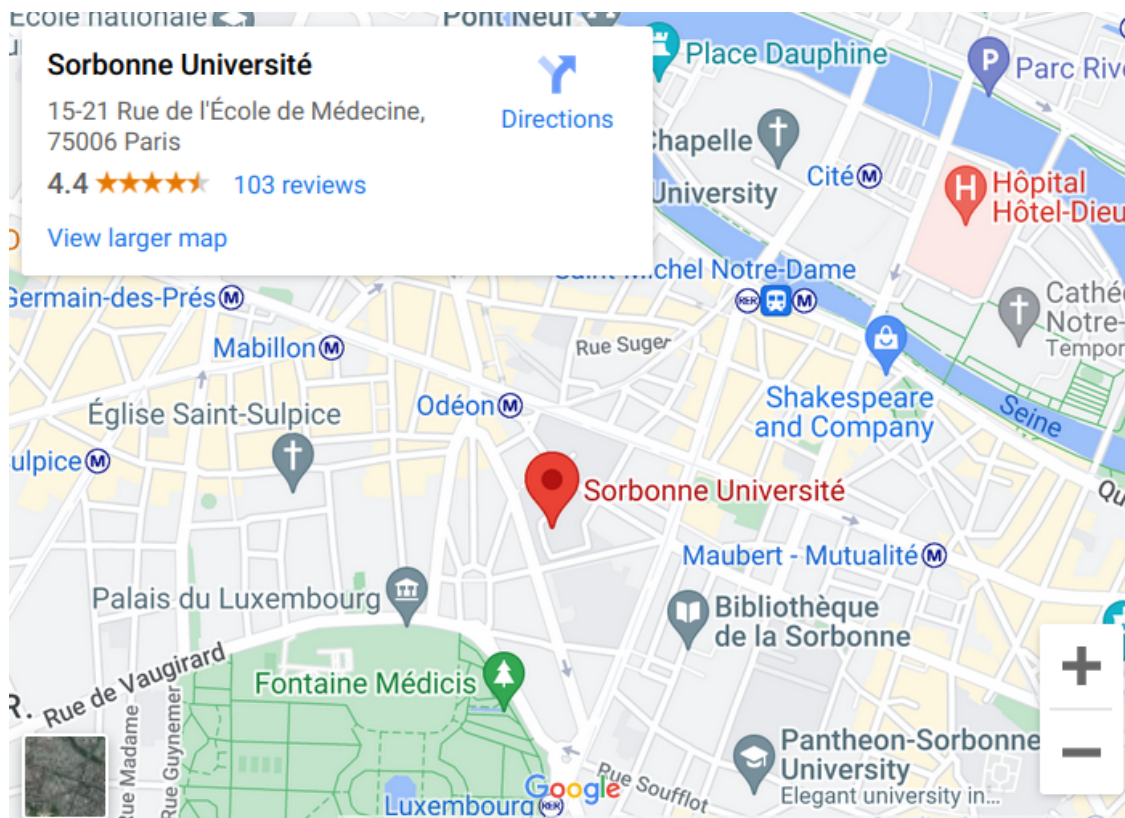 École nationale
Pont Neuf
Sorbonne Université
15-21 Rue de l'École de Médecine,
75006 Paris
4.4
103 reviews
Directions
View larger map
Place Dauphine
P
Parc
Chapelle
Cité M
University
H
Hôpital
Hôtel-Dieu
Saint-Michel Notre-Dame
RER M
Germain-des-Prés M
Cathé
Notre-
Tempor
Mabillon M
Rue Suger
Shakespeare
and Company
Seine
Odéon M
Église Saint-Sulpice
ulpice M
Sorbonne Université
Qu
Maubert - Mutualité M
Palais du Luxembourg
Bibliothèque
de la Sorbonne
R. Rue de Vaugirard
Fontaine Médicis
Rue Madame
Rue Guynemer
Pantheon-Sorbonne
University
Elegant university in...
Rue Soufflot
Google
Luxembourg RER
+
−